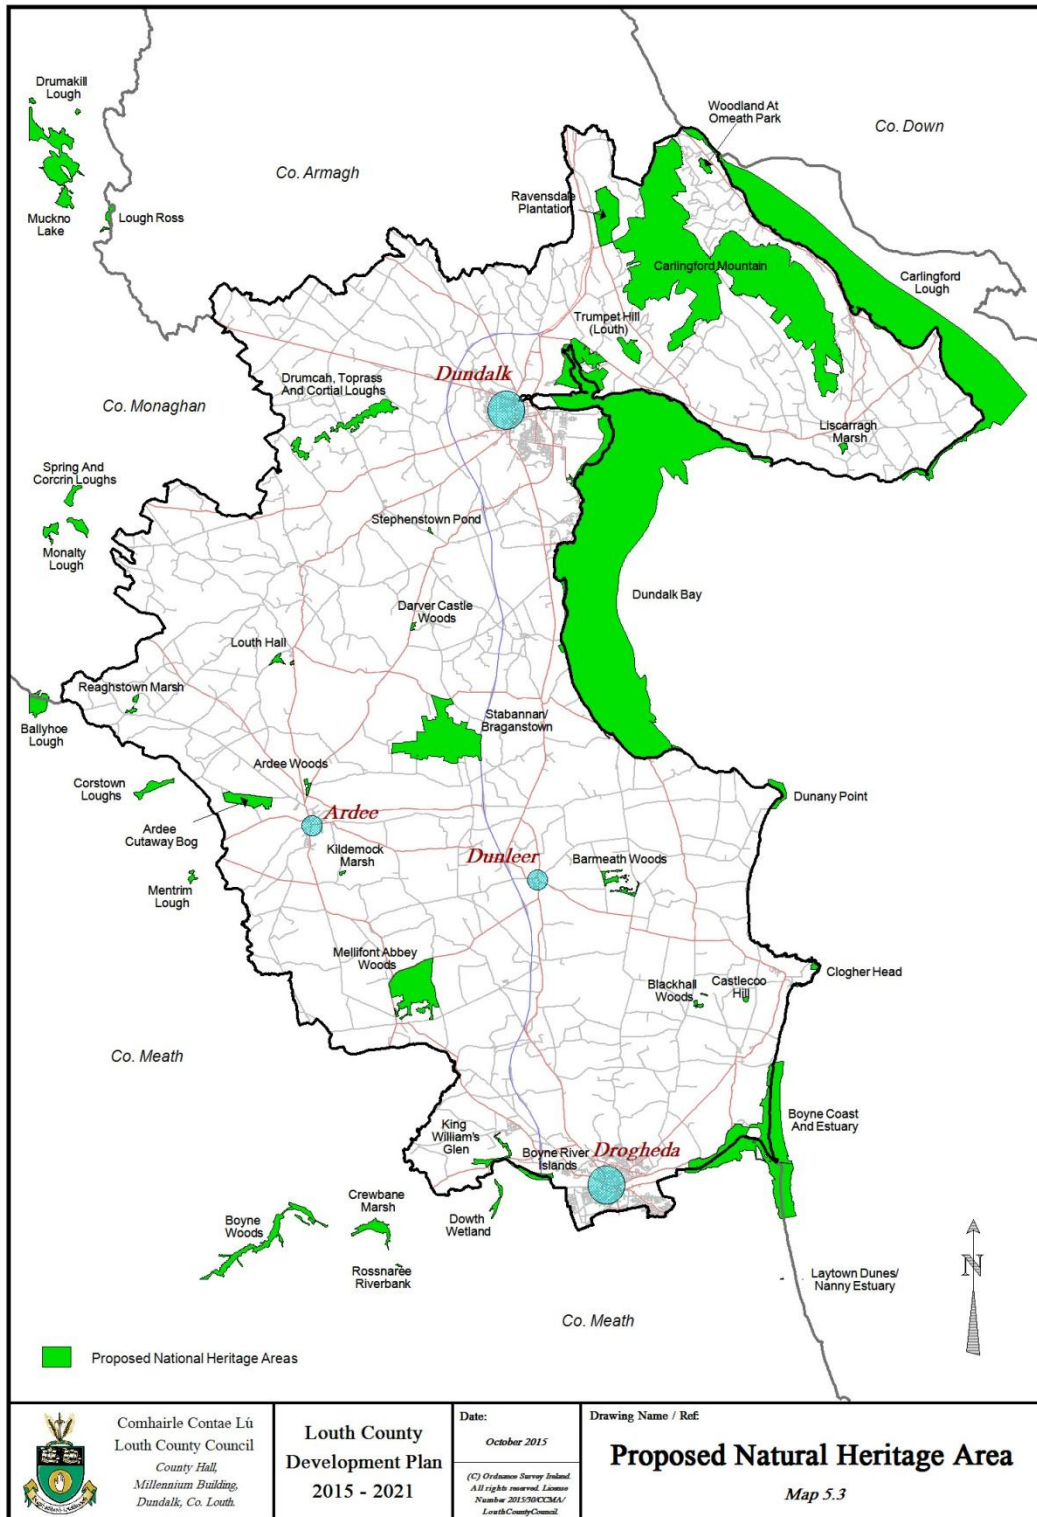 Drumakill
Lough
Co. Armagh
Woodland At
Omeath Park
Co. Down
Muckno
Lake
Lough Ross
Ravensdale
Plantation
Carlingford Mountain
Carlingford
Lough
Trumpet Hill
(Louth)
Dundalk
Drumcah, Toprass
And Cortial Loughs
Co. Monaghan
Liscarragh
Marsh
Spring And
Corcrin Loughs
Monalty
Lough
Stephenstown Pond
Dundalk Bay
Darver Castle
Woods
Louth Hall
Reaghstown Marsh
Ballyhoe
Lough
Stabannan/
Braganstown
Corstown
Loughs
Ardee Woods
Dunany Point
Ardee
Ardee
Cutaway Bog
Kildemock
Marsh
Dunleer
Barmeath Woods
Mentrim
Lough
Mellifont Abbey
Woods
Blackhall
Woods
Castlecoo
Hill
Clogher Head
Co. Meath
Boyne Coast
And Estuary
King
William's
Glen
Boyne River
Islands
Drogheda
Boyne
Woods
Crewbane
Marsh
Dowth
Wetland
Rossnaree
Riverbank
Laytown Dunes/
Nanny Estuary
N
Co. Meath
Proposed National Heritage Areas
Comhairle Contae Lú
Louth County Council
County Hall,
Millennium Building,
Dundalk, Co. Louth.
Louth County
Development Plan
2015 - 2021
Date:
October 2015
(C) Ordnance Survey Ireland.
All rights reserved. License
Number 2015/30/CCMA/
LouthCountyCouncil
Drawing Name / Ref:
Proposed Natural Heritage Area
Map 5.3